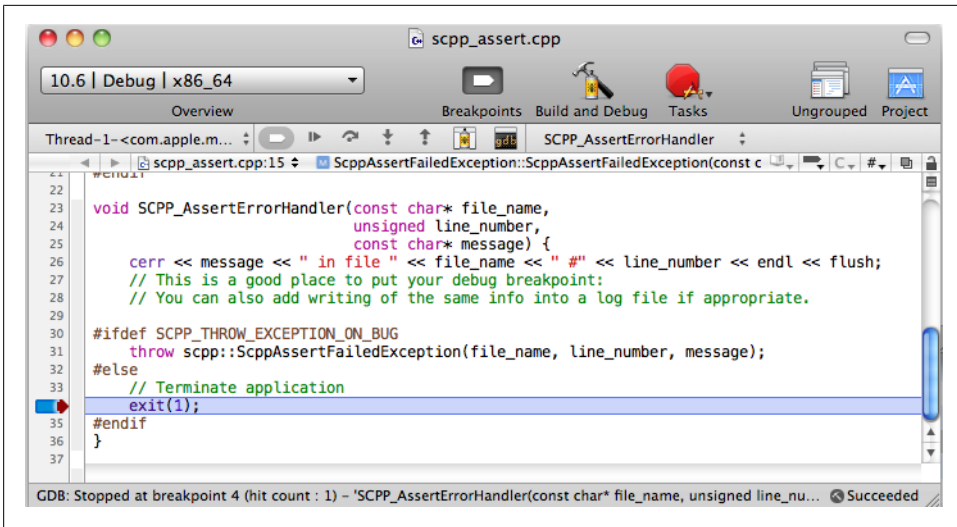 scpp_assert.cpp
10.6 | Debug | x86_64
Overview Breakpoints Build and Debug Tasks Ungrouped Project
Thread-1-<com.apple.m... gdb SCPP_AssertErrorHandler
scpp_assert.cpp:15 ScppAssertFailedException::ScppAssertFailedException(const c C #
21 #endif
22
23 void SCPP_AssertErrorHandler(const char* file_name,
24 unsigned line_number,
25 const char* message) {
26 cerr << message << " in file " << file_name << " #" << line_number << endl << flush;
27 // This is a good place to put your debug breakpoint:
28 // You can also add writing of the same info into a log file if appropriate.
29
30 #ifdef SCPP_THROW_EXCEPTION_ON_BUG
31 throw scpp::ScppAssertFailedException(file_name, line_number, message);
32 #else
33 // Terminate application
exit(1);
35 #endif
36 }
37
GDB: Stopped at breakpoint 4 (hit count : 1) – 'SCPP_AssertErrorHandler(const char* file_name, unsigned line_nu... Succeeded